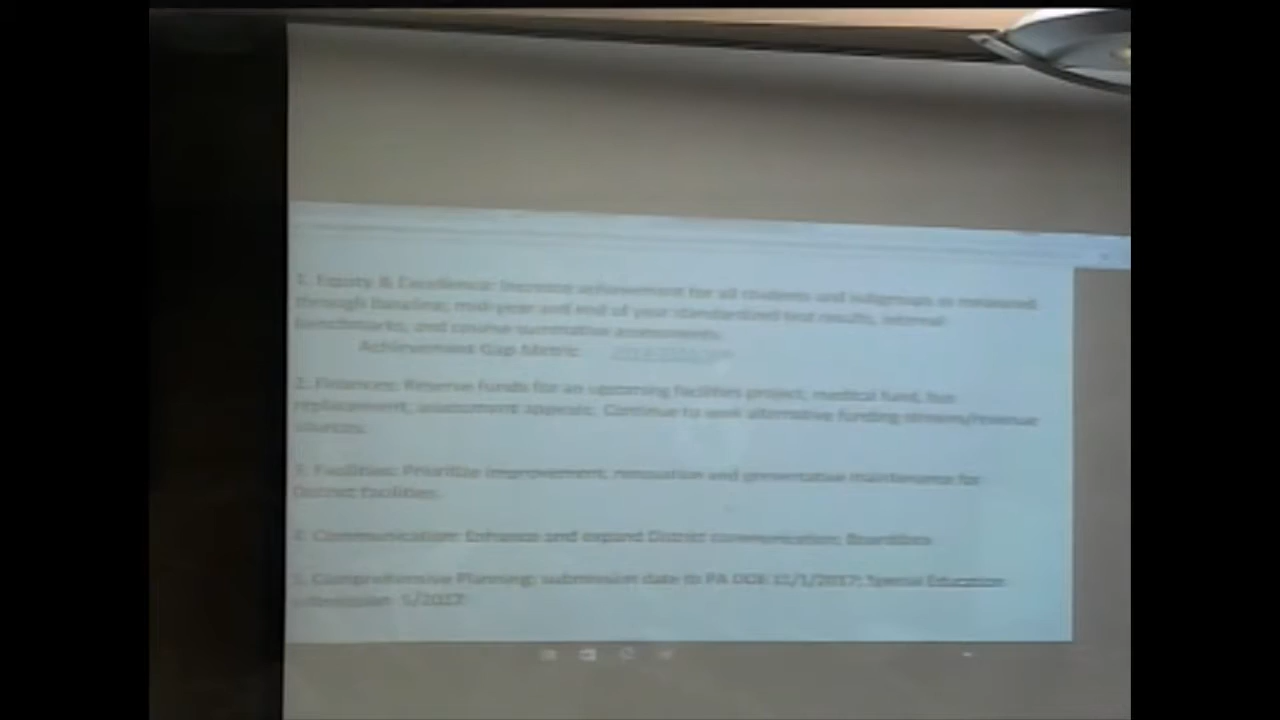 1. Equity & Excellence: Increase achievement for all students and subgroups as measured
through baseline, mid-year and end of year standardized test results, internal
benchmarks, and course summative assessments.
Achievement Gap Metric
2. Finances: Reserve funds for an upcoming facilities project, medical fund, bus
replacement, assessment appeals. Continue to seek alternative funding streams/revenue
sources.
3. Facilities: Prioritize improvement, renovation and preventative maintenance for
District facilities.
4. Communication: Enhance and expand District communication;
5. Comprehensive Planning: submission date to PA DOE 11/1/2017; Special Education
submission 5/2017